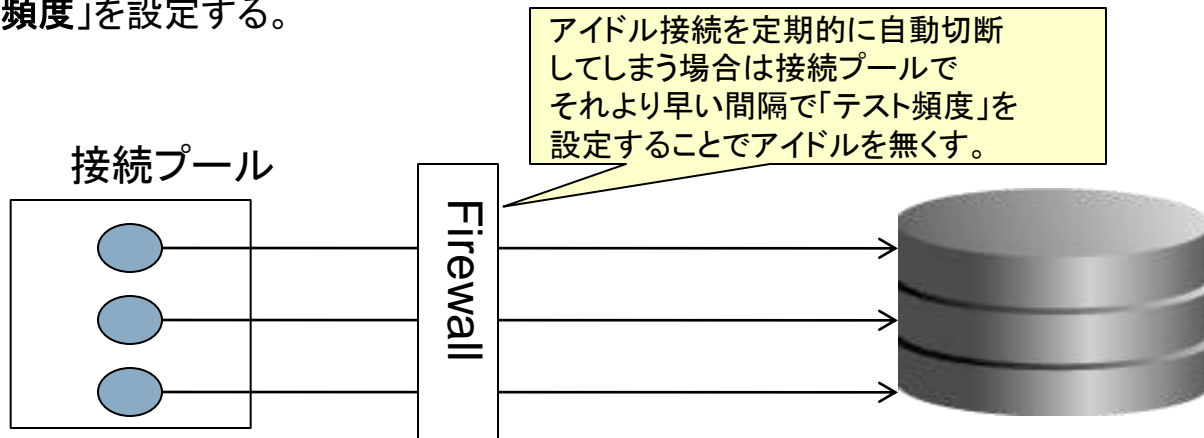 頻度」を設定する。
アイドル接続を定期的に自動切断
してしまう場合は接続プールで
それより早い間隔で「テスト頻度」を
設定することでアイドルを無くす。
接続プール
Firewall